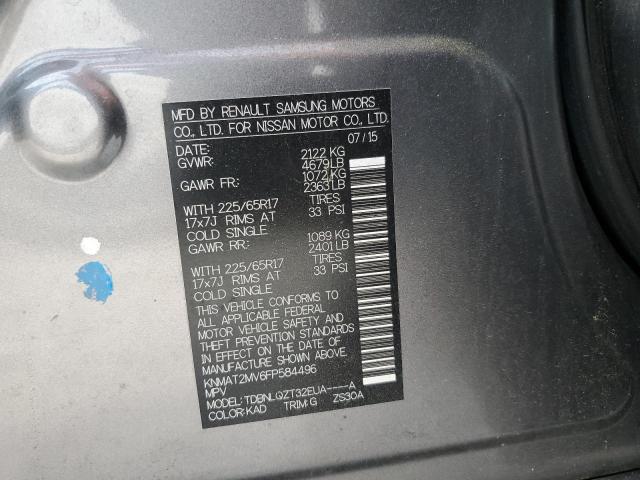 MFD BY RENAULT SAMSUNG MOTORS
CO., LTD. FOR NISSAN MOTOR CO., LTD.
DATE: 07/15
GVWR: 2122 KG
4679 LB
GAWR FR: 1072 KG
2363 LB
WITH 225/65R17 TIRES
17x7J RIMS AT 33 PSI
COLD SINGLE
GAWR RR: 1089 KG
2401 LB
WITH 225/65R17 TIRES
17x7J RIMS AT 33 PSI
COLD SINGLE
THIS VEHICLE CONFORMS TO
ALL APPLICABLE FEDERAL
MOTOR VEHICLE SAFETY AND
THEFT PREVENTION STANDARDS
IN EFFECT ON THE DATE OF
MANUFACTURE SHOWN ABOVE.
KNMAT2MV6FP584496
MPV
MODEL: TDBNLQZT32EUA----A
COLOR: KAD TRIM: G ZS30A